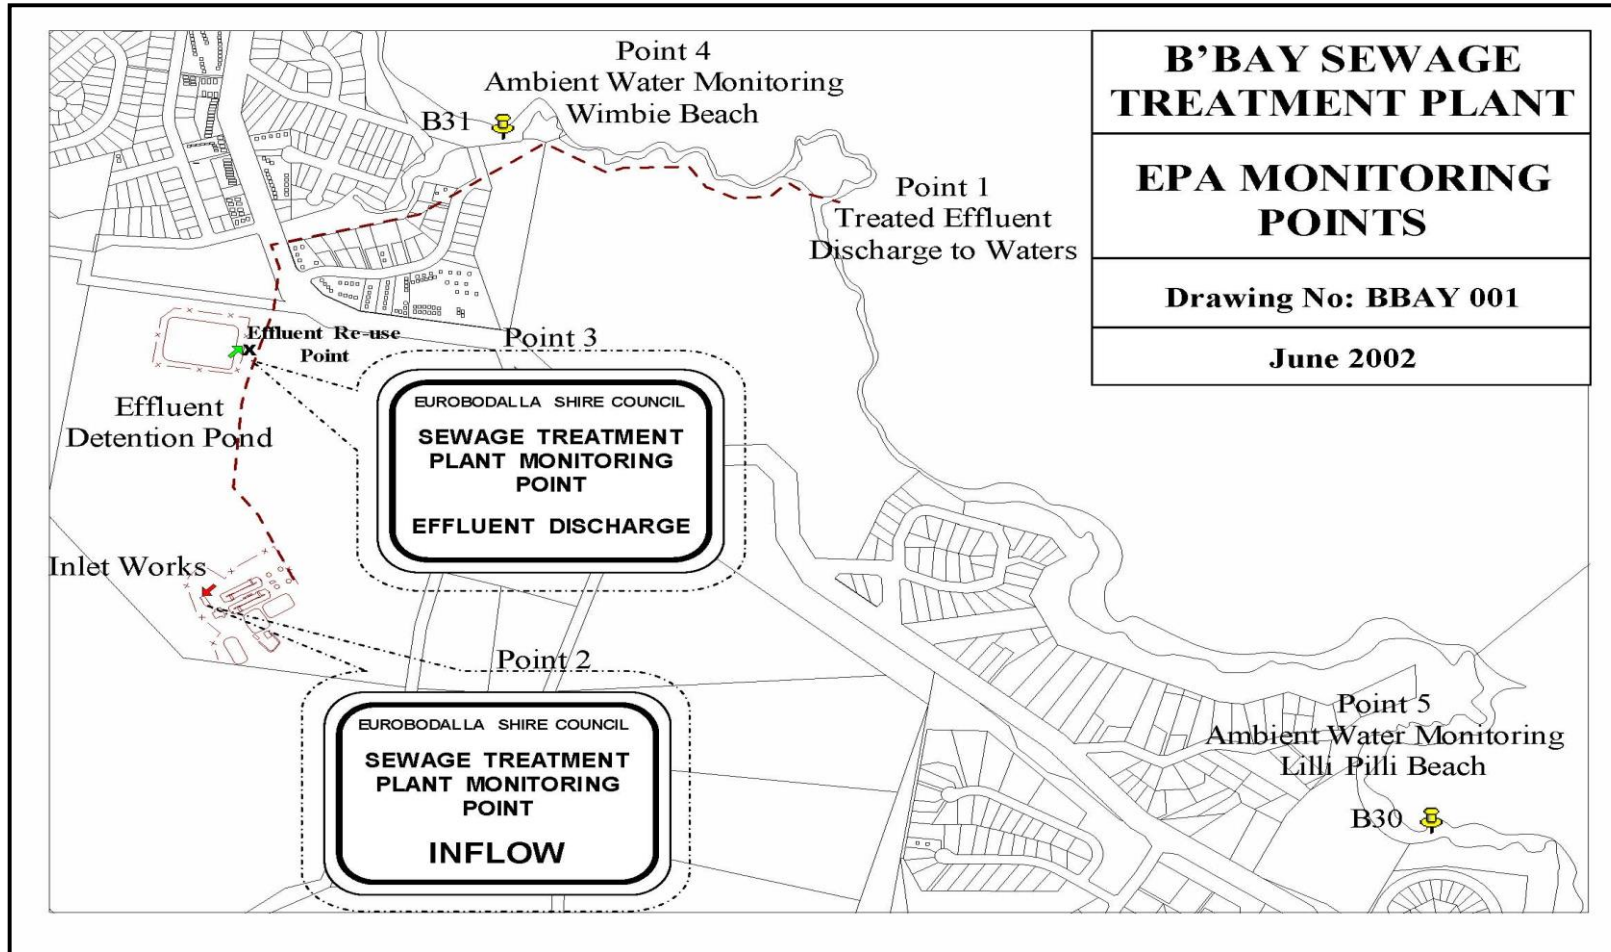 Point 4
Ambient Water Monitoring
Wimbie Beach
B31
B’BAY SEWAGE
TREATMENT PLANT
EPA MONITORING
POINTS
Drawing No: BBAY 001
June 2002
Point 1
Treated Effluent
Discharge to Waters
Effluent Re-use
Point
x
Point 3
EUROBODALLA SHIRE COUNCIL
SEWAGE TREATMENT
PLANT MONITORING
POINT
EFFLUENT DISCHARGE
Effluent
Detention Pond
Inlet Works
Point 2
EUROBODALLA SHIRE COUNCIL
SEWAGE TREATMENT
PLANT MONITORING
POINT
INFLOW
Point 5
Ambient Water Monitoring
Lilli Pilli Beach
B30